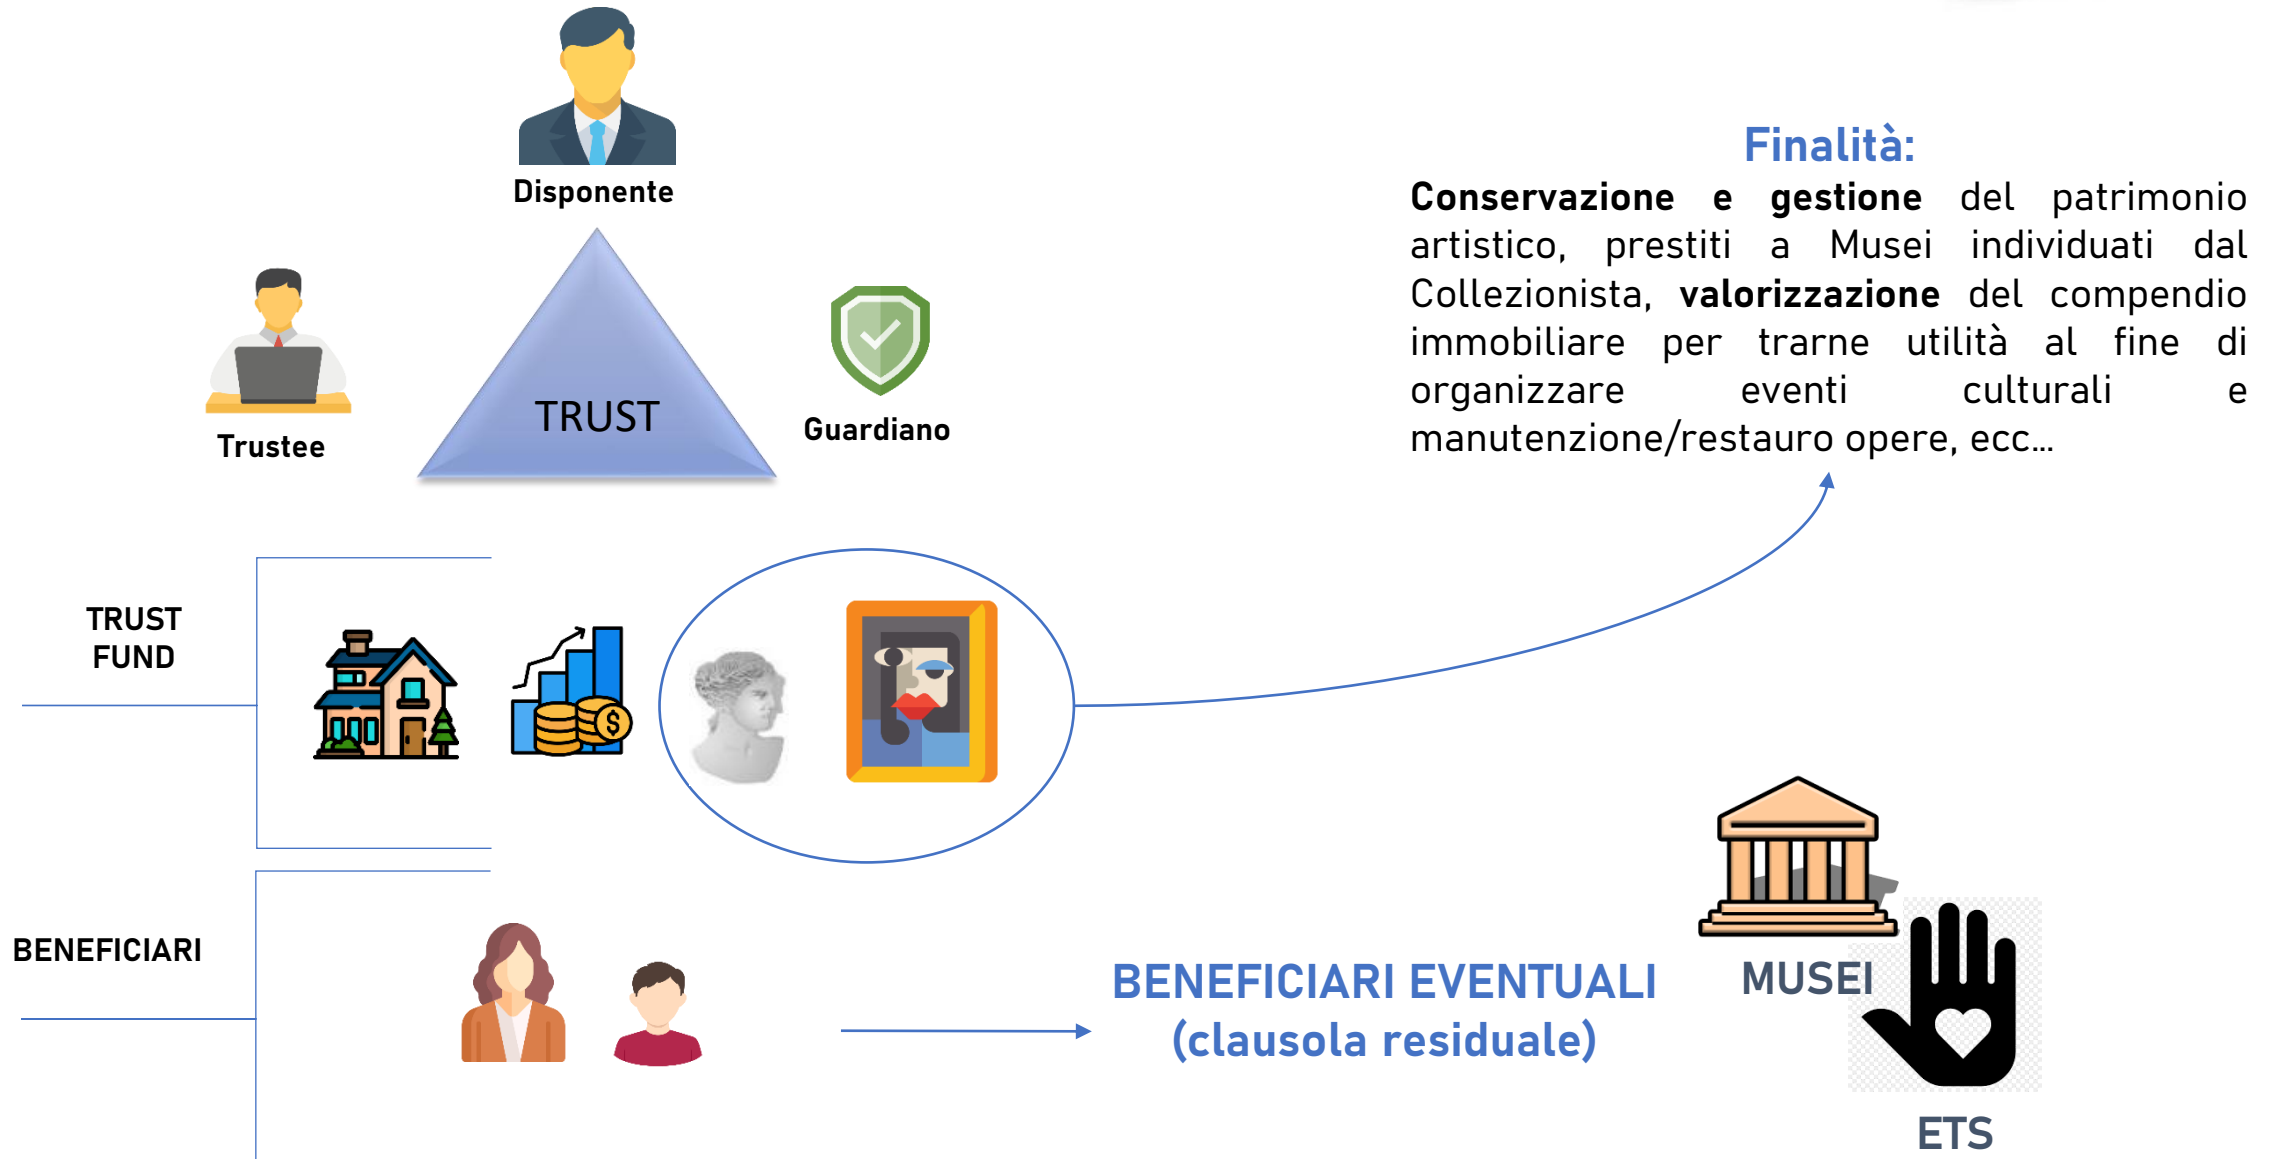 Disponente
Trustee
TRUST
Guardiano
Finalità:
Conservazione e gestione del patrimonio
artistico, prestiti a Musei individuati dal
Collezionista, valorizzazione del compendio
immobiliare per trarne utilità al fine di
organizzare eventi culturali e
manutenzione/restauro opere, ecc...
TRUST
FUND
$
BENEFICIARI
BENEFICIARI EVENTUALI
(clausola residuale)
MUSEI
ETS